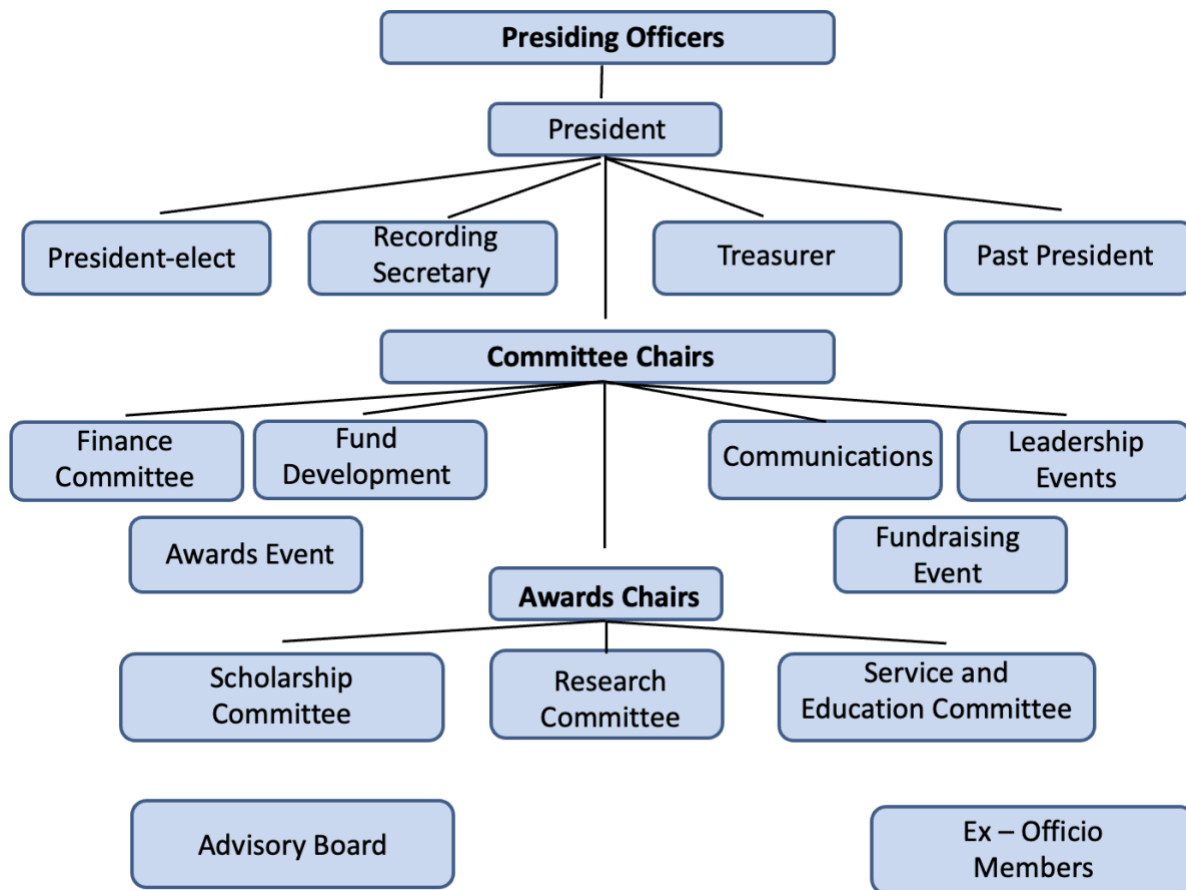 Presiding Officers
President
President-elect
Recording
Secretary
Treasurer
Past President
Committee Chairs
Finance
Committee
Fund
Development
Communications
Leadership
Events
Awards Event
Fundraising
Event
Awards Chairs
Scholarship
Committee
Research
Committee
Service and
Education Committee
Advisory Board
Ex – Officio
Members